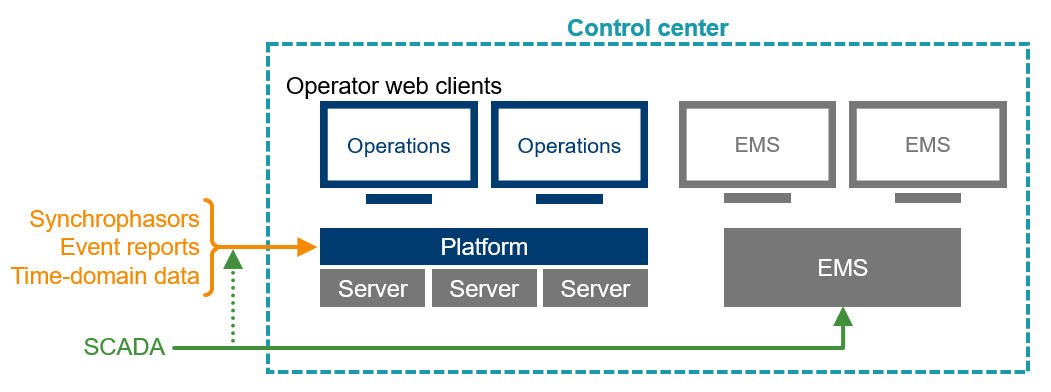 Control center
Operator web clients
Operations
Operations
EMS
EMS
Synchrophasors
Event reports
Time-domain data
Platform
Server
Server
Server
EMS
SCADA